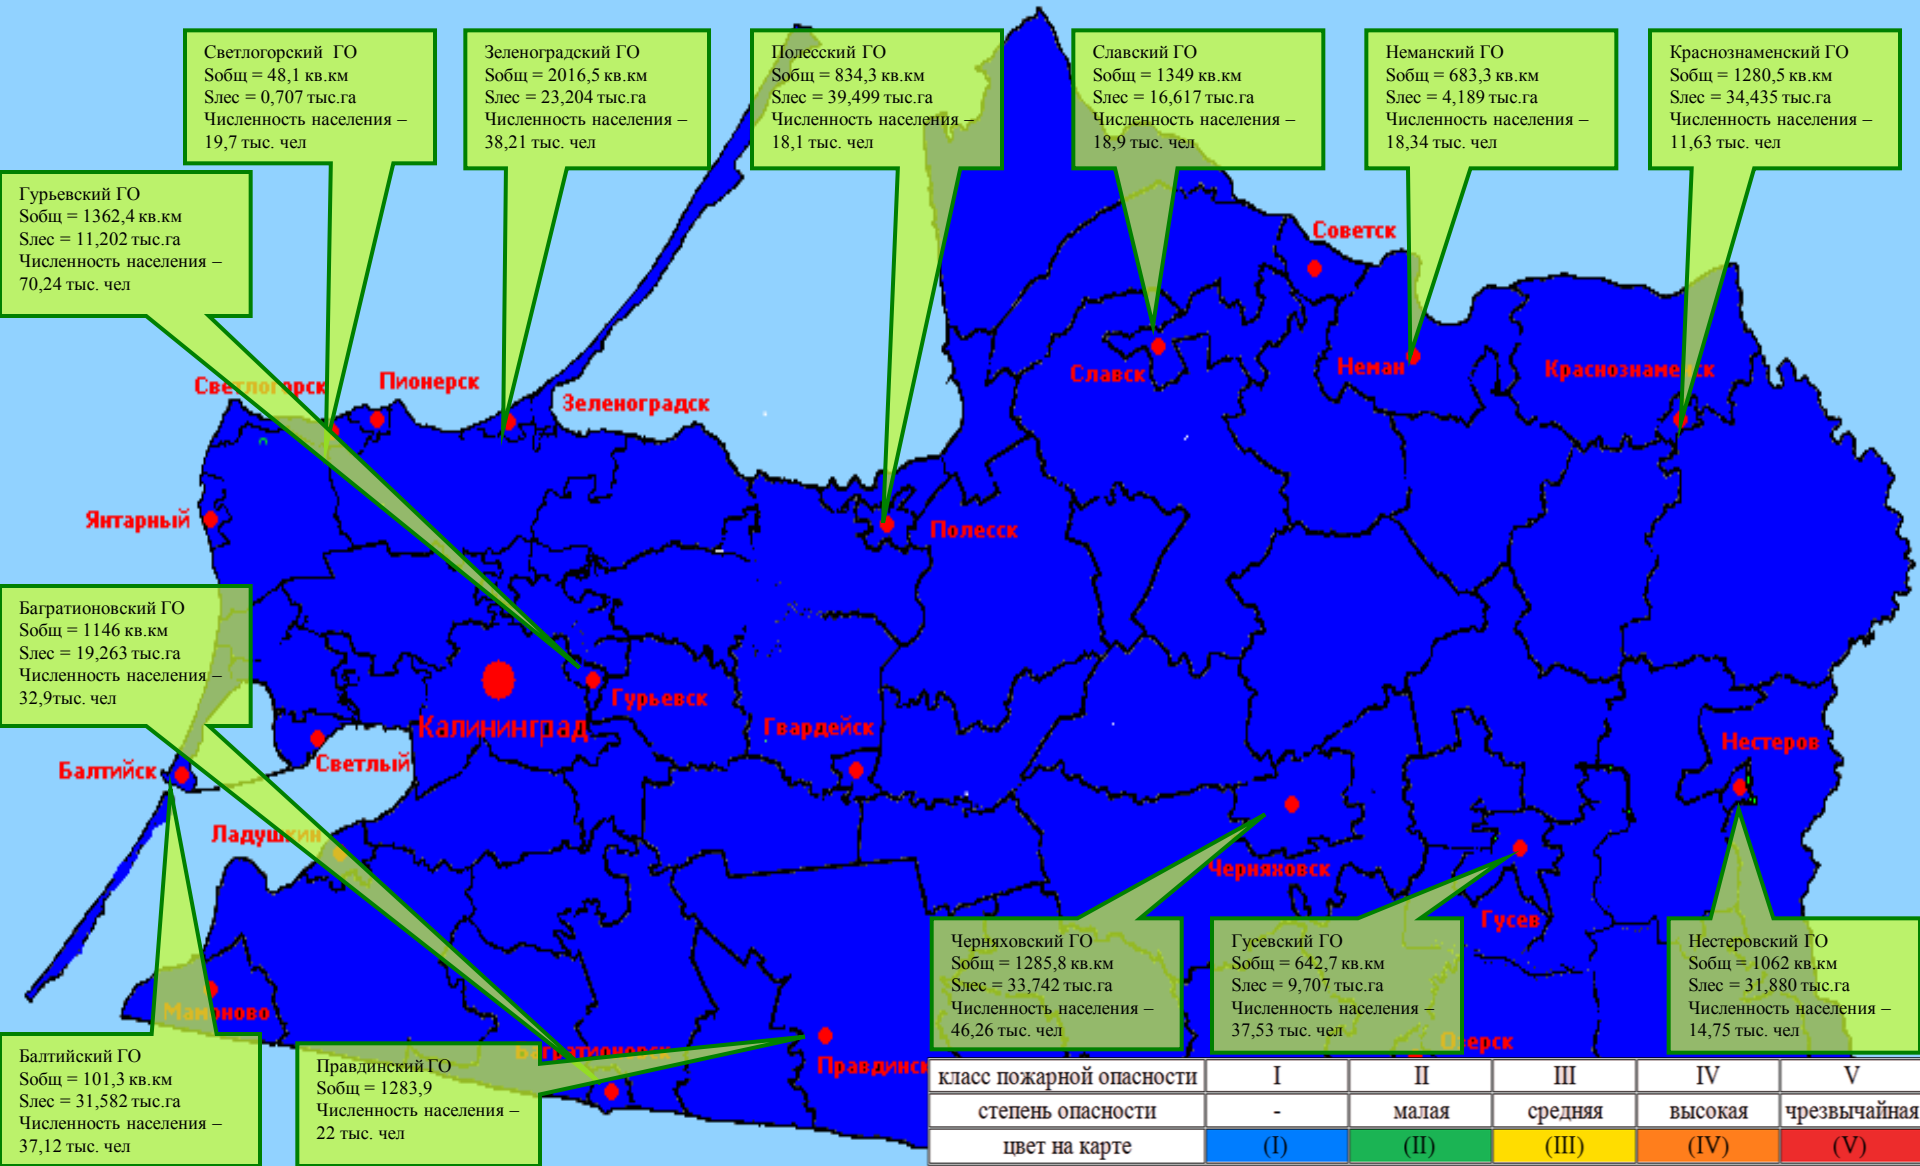 Светлогорский ГО
Sобщ = 48,1 кв.км
Sлес = 0,707 тыс.га
Численность населения –
19,7 тыс. чел
Зеленоградский ГО
Sобщ = 2016,5 кв.км
Sлес = 23,204 тыс.га
Численность населения –
38,21 тыс. чел
Полесский ГО
Sобщ = 834,3 кв.км
Sлес = 39,499 тыс.га
Численность населения –
18,1 тыс. чел
Славский ГО
Sобщ = 1349 кв.км
Sлес = 16,617 тыс.га
Численность населения –
18,9 тыс. чел
Неманский ГО
Sобщ = 683,3 кв.км
Sлес = 4,189 тыс.га
Численность населения –
18,34 тыс. чел
Краснознаменский ГО
Sобщ = 1280,5 кв.км
Sлес = 34,435 тыс.га
Численность населения –
11,63 тыс. чел
Гурьевский ГО
Sобщ = 1362,4 кв.км
Sлес = 11,202 тыс.га
Численность населения –
70,24 тыс. чел
Советск
Светлогорск
Пионерск
Зеленоградск
Славск
Неман
Краснознаменск
Янтарный
Полесск
Багратионовский ГО
Sобщ = 1146 кв.км
Sлес = 19,263 тыс.га
Численность населения –
32,9тыс. чел
Гурьевск
Калининград
Гвардейск
Нестеров
Светлый
Балтийск
Ладушкин
Черняховск
Гусев
Мамоново
Багратионовск
Правдинск
Озерск
Черняховский ГО
Sобщ = 1285,8 кв.км
Sлес = 33,742 тыс.га
Численность населения –
46,26 тыс. чел
Гусевский ГО
Sобщ = 642,7 кв.км
Sлес = 9,707 тыс.га
Численность населения –
37,53 тыс. чел
Нестеровский ГО
Sобщ = 1062 кв.км
Sлес = 31,880 тыс.га
Численность населения –
14,75 тыс. чел
Балтийский ГО
Sобщ = 101,3 кв.км
Sлес = 31,582 тыс.га
Численность населения –
37,12 тыс. чел
Правдинский ГО
Sобщ = 1283,9
Численность населения –
22 тыс. чел
класс пожарной опасности I II III IV V
степень опасности - малая средняя высокая чрезвычайная
цвет на карте (I) (II) (III) (IV) (V)